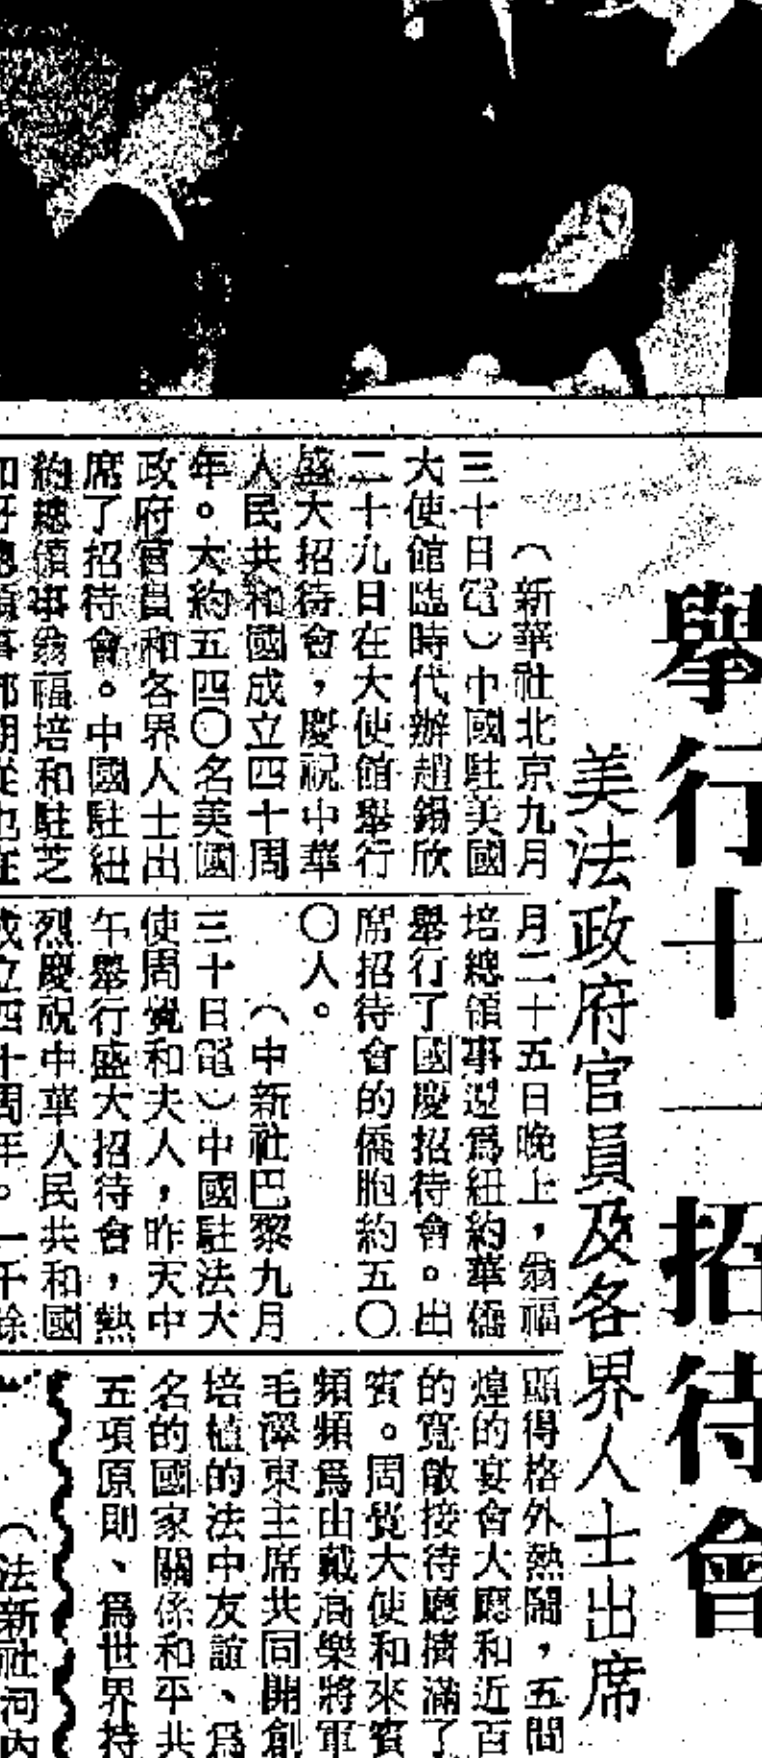 舉行十一招待會
美法政府官員及各界人士出席
（新華社北京九月
三十日電）中國駐美國
大使館臨時代辦趙錫欣
二十九日在大使館舉行
盛大招待會，慶祝中華
人民共和國成立四十周
年。大約五四〇名美國
政府官員和各界人士出
席了招待會。中國駐紐
約總領事翁福培和駐芝
加哥總領事
月二十五日晚上，翁福
培總領事還爲紐約華僑
舉行了國慶招待會。出
席招待會的僑胞約五〇
〇人。
（中新社巴黎九月
三十日電）中國駐法大
使周覺和夫人，昨天中
午舉行盛大招待會，熱
烈慶祝中華人民共和國
成立四十周年。一千餘
顯得格外熱鬧，五間
煌的宴會大廳和近百
的寬敞接待廳擠滿了
賓。周覺大使和來賓
頻頻爲由戴高樂將軍
毛澤東主席共同開創
培植的法中友誼、爲
名的國家關係和平共
五項原則、爲世界持
（法新社河內